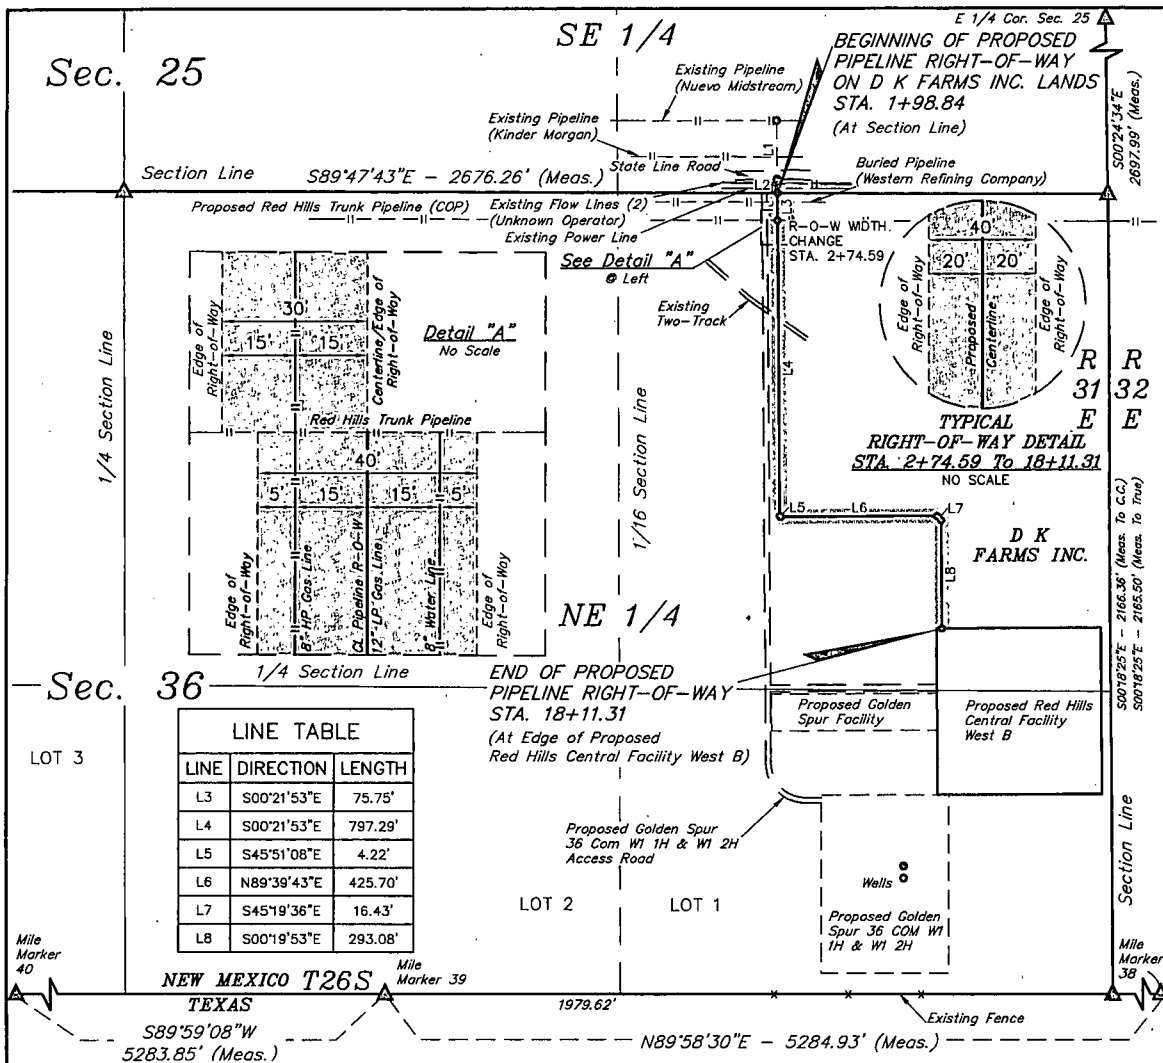 SE 1/4
E 1/4 Cor. Sec. 25
Sec. 25
BEGINNING OF PROPOSED
PIPELINE RIGHT-OF-WAY
ON D K FARMS INC. LANDS
STA. 1+98.84
(At Section Line)
Existing Pipeline
(Nuevo Midstream)
Existing Pipeline
(Kinder Morgan)
L1
State Line Road
L2
Buried Pipeline
(Western Refining Company)
S00°24'34"E
2697.99' (Meas.)
Section Line
S89°47'43"E - 2676.26' (Meas.)
Proposed Red Hills Trunk Pipeline (COP)
Existing Flow Lines (2)
(Unknown Operator)
Existing Power Line
L3
R-O-W WIDTH
CHANGE
STA. 2+74.59
See Detail "A"
@ Left
Existing
Two-Track
L4
40'
20'
20'
Edge of
Right-of-Way
Proposed
Centerline
Edge of
Right-of-Way
TYPICAL
RIGHT-OF-WAY DETAIL
STA. 2+74.59 To 18+11.31
NO SCALE
R R
31 32
E E
30'
15'
15'
Edge of
Right-of-Way
Centerline/Edge of
Right-of-Way
Detail "A"
No Scale
Red Hills Trunk Pipeline
40'
5'
15'
15'
5'
Edge of
Right-of-Way
8" HP Gas Line
CL Pipeline R-O-W
12" LP Gas Line
8" Water Line
Edge of
Right-of-Way
1/4 Section Line
1/16 Section Line
L5
L6
L7
L8
D K
FARMS INC.
S00°18'25"E - 2166.36' (Meas. To C.C.)
S00°18'25"E - 2165.50' (Meas. To True)
NE 1/4
1/4 Section Line
Sec. 36
END OF PROPOSED
PIPELINE RIGHT-OF-WAY
STA. 18+11.31
(At Edge of Proposed
Red Hills Central Facility West B)
Proposed Golden
Spur Facility
Proposed Red Hills
Central Facility
West B
LOT 3
LINE TABLE
LINE DIRECTION LENGTH
L3 S00°21'53"E 75.75'
L4 S00°21'53"E 797.29'
L5 S45°51'08"E 4.22'
L6 N89°39'43"E 425.70'
L7 S45°19'36"E 16.43'
L8 S00°19'53"E 293.08'
Proposed Golden Spur
36 Com W1 1H & W1 2H
Access Road
Section Line
LOT 2
LOT 1
Wells
Proposed Golden
Spur 36 COM W1
1H & W1 2H
Mile
Marker
40
NEW MEXICO T26S
TEXAS
Mile
Marker 39
Mile
Marker
38
1979.62'
Existing Fence
S89°59'08"W
5283.85' (Meas.)
N89°58'30"E - 5284.93' (Meas.)